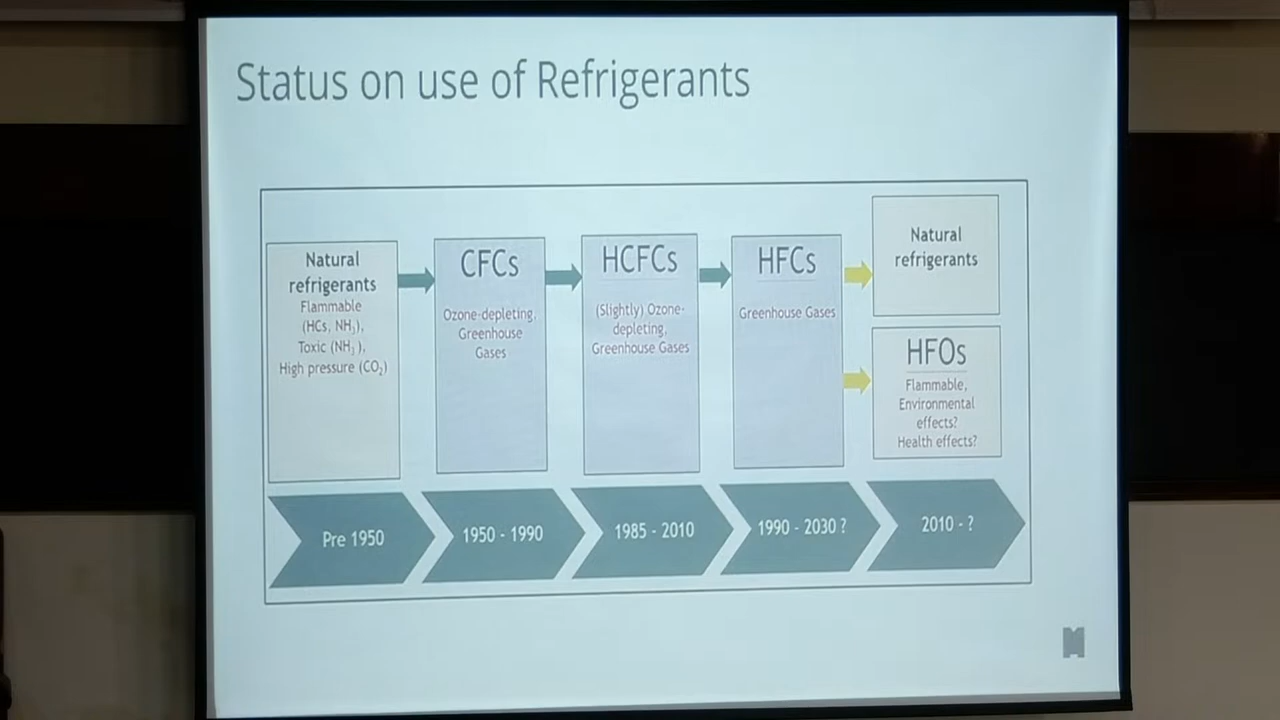 Status on use of Refrigerants
Natural
refrigerants
Flammable
(HCs, NH₃),
Toxic (NH₃),
High pressure (CO₂)
CFCs
Ozone-depleting,
Greenhouse
Gases
HCFCs
(Slightly) Ozone-
depleting,
Greenhouse Gases
HFCs
Greenhouse Gases
Natural
refrigerants
HFOs
Flammable,
Environmental
effects?
Health effects?
Pre 1950
1950 - 1990
1985 - 2010
1990 - 2030 ?
2010 - ?